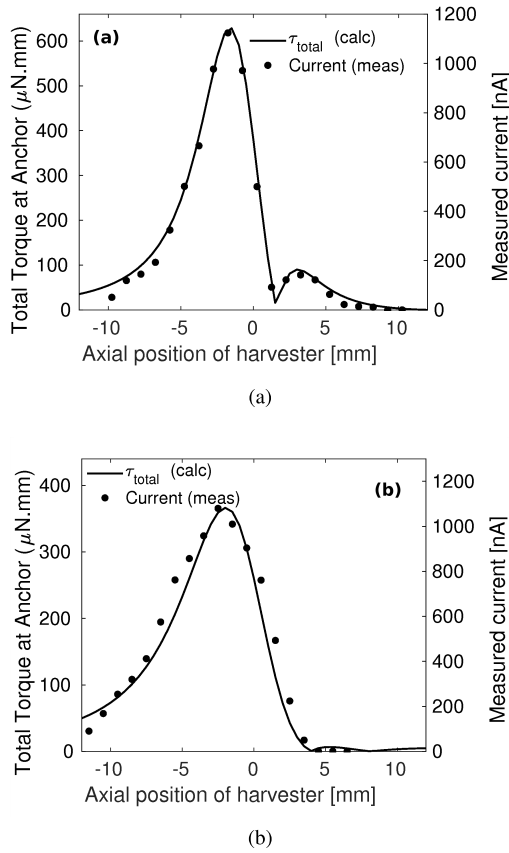 (a)
τtotal (calc)
Current (meas)
Total Torque at Anchor (μN.mm)
600
500
400
300
200
100
0
1200
1000
800
600
400
200
0
Measured current [nA]
-10 -5 0 5 10
Axial position of harvester [mm]
(a)
τtotal (calc)
Current (meas)
(b)
Total Torque at Anchor (μN.mm)
400
300
200
100
0
1200
1000
800
600
400
200
0
Measured current [nA]
-10 -5 0 5 10
Axial position of harvester [mm]
(b)